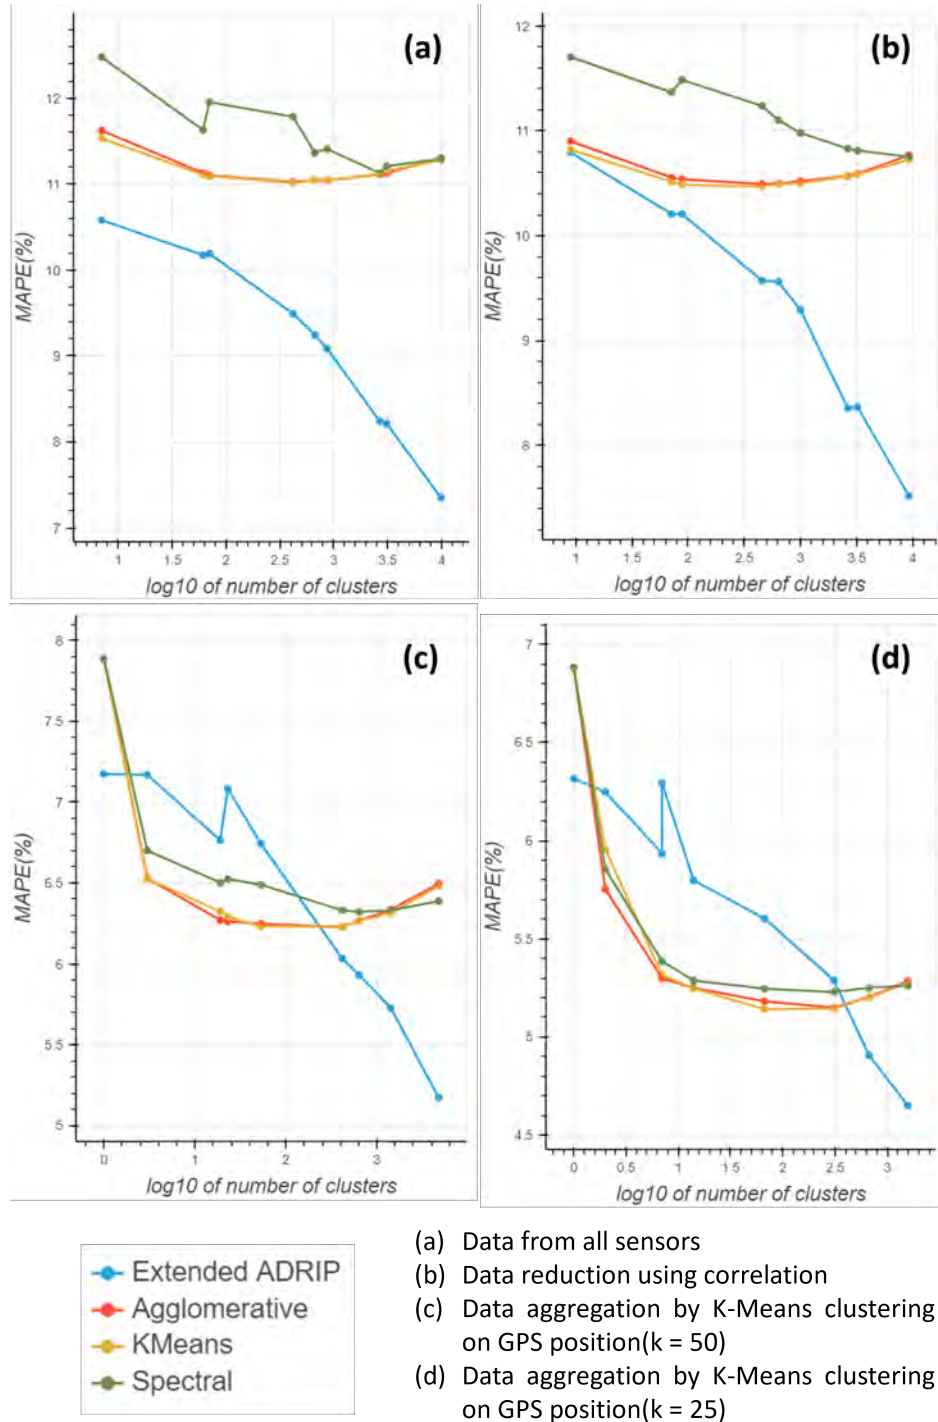 (a)
12
11
10
9
8
7
MAPE(%)
1
1.5
2
2.5
3
3.5
4
log10 of number of clusters
(b)
12
11
10
9
8
MAPE(%)
1
1.5
2
2.5
3
3.5
4
log10 of number of clusters
(c)
8
7.5
7
6.5
6
5.5
5
MAPE(%)
0
1
2
3
log10 of number of clusters
(d)
7
6.5
6
5.5
5
4.5
MAPE(%)
0
0.5
1
1.5
2
2.5
3
log10 of number of clusters
Extended ADRIP
Agglomerative
KMeans
Spectral
(a) Data from all sensors
(b) Data reduction using correlation
(c) Data aggregation by K-Means clustering
on GPS position(k = 50)
(d) Data aggregation by K-Means clustering
on GPS position(k = 25)